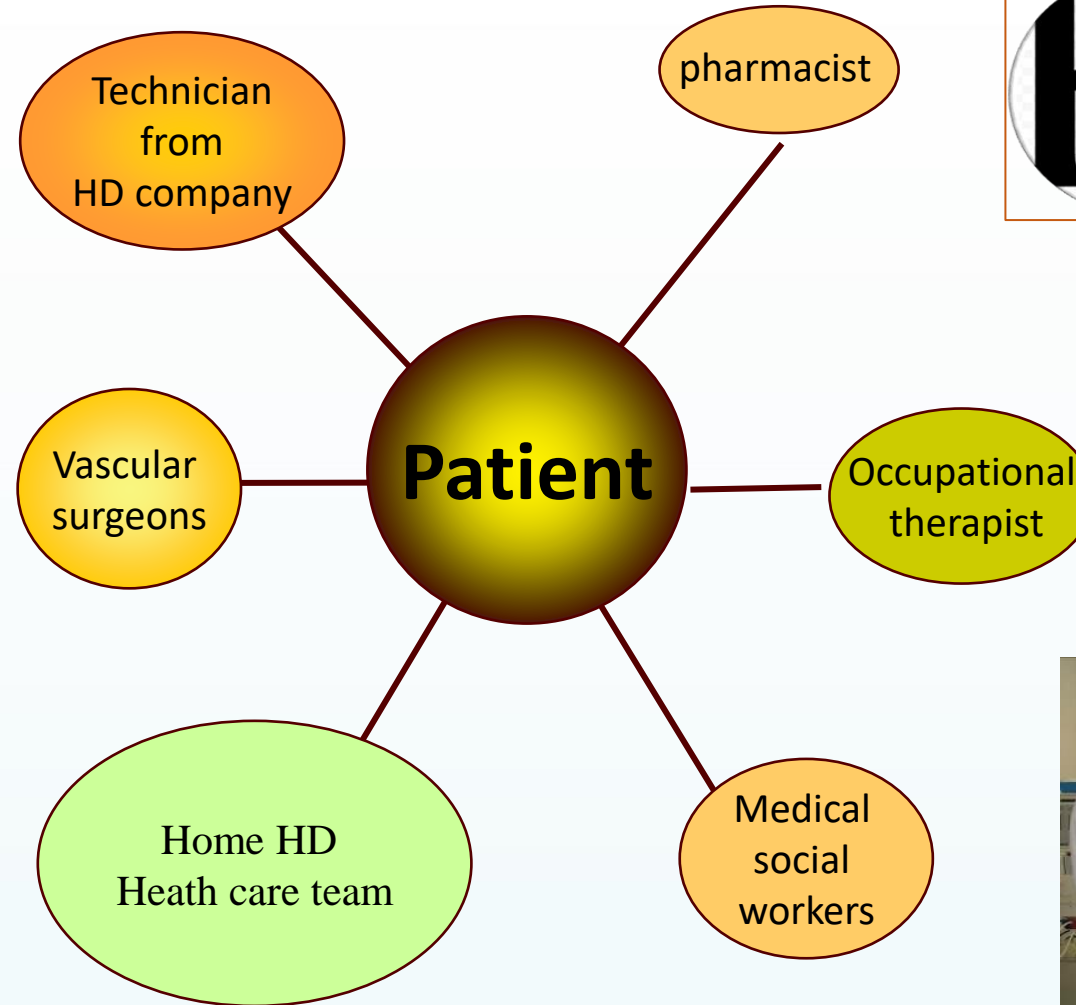 Technician
from
HD company
pharmacist
Patient
Vascular
surgeons
Occupational
therapist
Home HD
Heath care team
Medical
social
workers